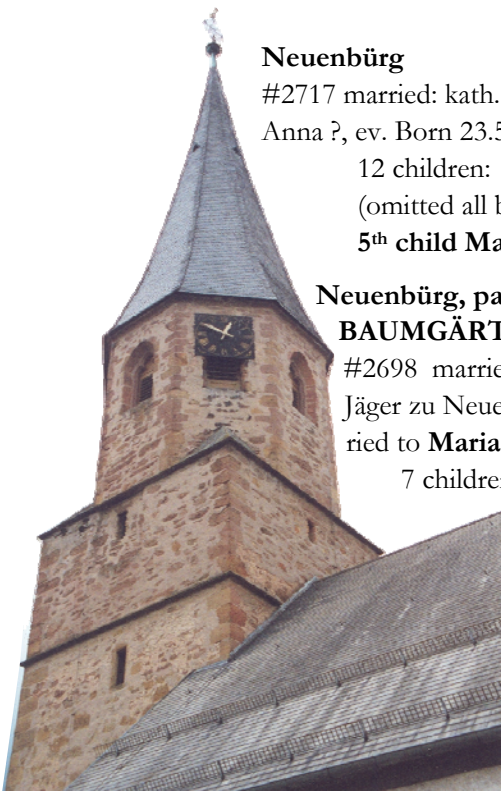 Neuenbürg
#2717 married: kath.
Anna ?, ev. Born 23.5
12 children:
(omitted all b
5th child Ma
Neuenbürg, pa
BAUMGÄRT
#2698 marrie
Jäger zu Neue
ried to Maria
7 children